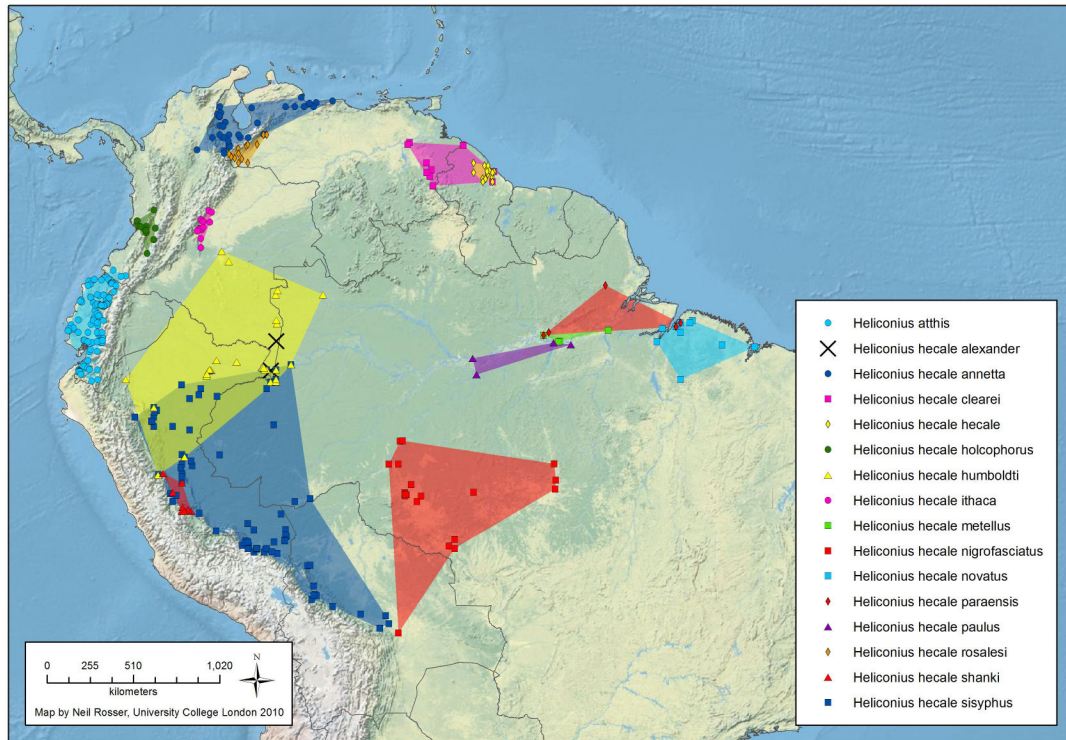 Heliconius atthis
Heliconius hecale alexander
Heliconius hecale annetta
Heliconius hecale clearei
Heliconius hecale hecale
Heliconius hecale holcophorus
Heliconius hecale humboldti
Heliconius hecale ithaca
Heliconius hecale metellus
Heliconius hecale nigrofasciatus
Heliconius hecale novatus
Heliconius hecale paraensis
Heliconius hecale paulus
Heliconius hecale rosalesi
Heliconius hecale shanki
Heliconius hecale sisyphus
N
0 255 510 1,020
kilometers
Map by Neil Rosser, University College London 2010